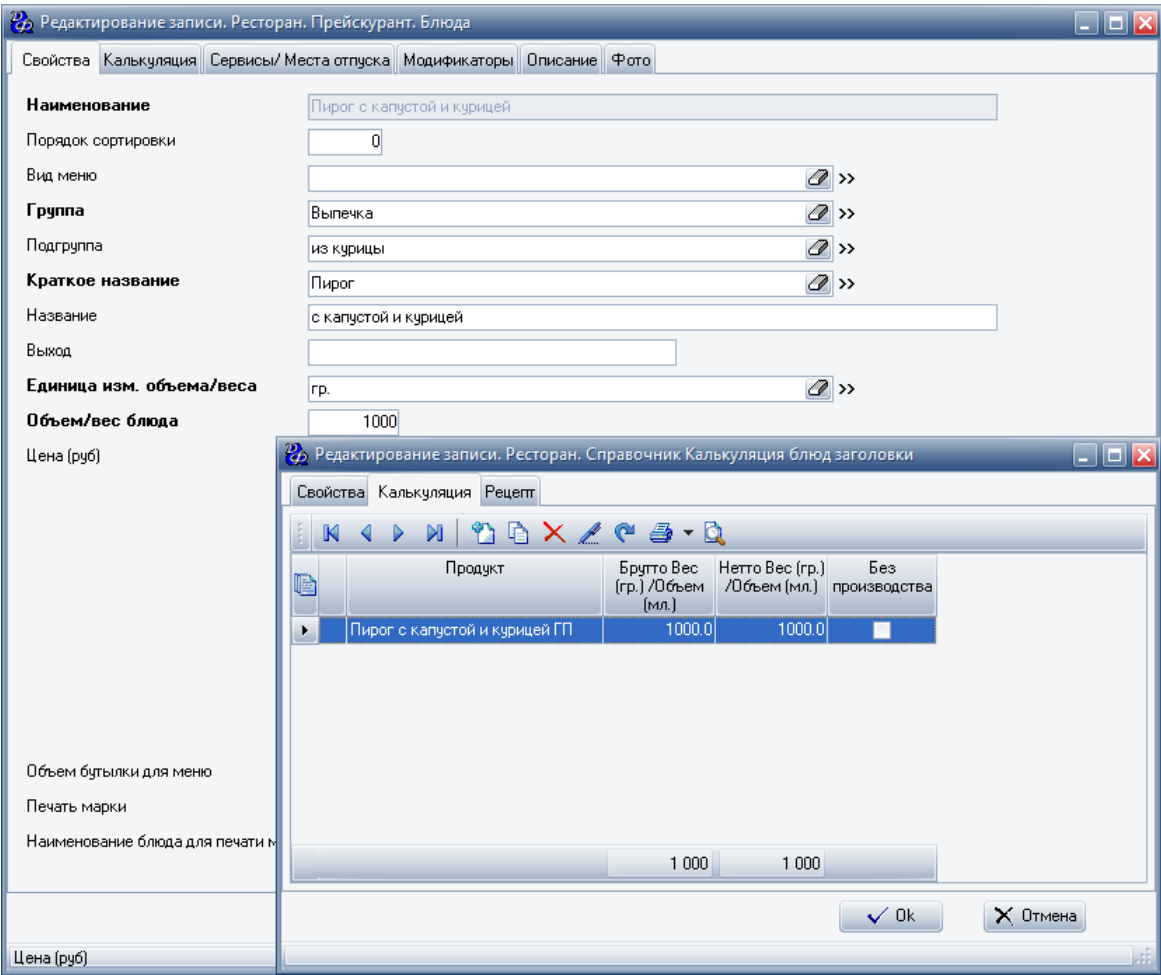 Редактирование записи. Ресторан. Прейскурант. Блюда
Свойства Калькуляция Сервисы/ Места отпуска Модификаторы Описание Фото
Наименование Пирог с капустой и курицей
Порядок сортировки 0
Вид меню >>
Группа Выпечка >>
Подгруппа из курицы >>
Краткое название Пирог >>
Название с капустой и курицей
Выход
Единица изм. объема/веса гр. >>
Объем/вес блюда 1000
Цена (руб)
Объем бутылки для меню
Печать марки
Наименование блюда для печати м
Цена (руб)
Редактирование записи. Ресторан. Справочник Калькуляция блюд заголовки
Свойства Калькуляция Рецепт
Продукт Брутто Вес (гр.) /Объем (мл.) Нетто Вес (гр.) /Объем (мл.) Без производства
Пирог с капустой и курицей ГП 1000.0 1000.0
1 000 1 000
Ok Отмена